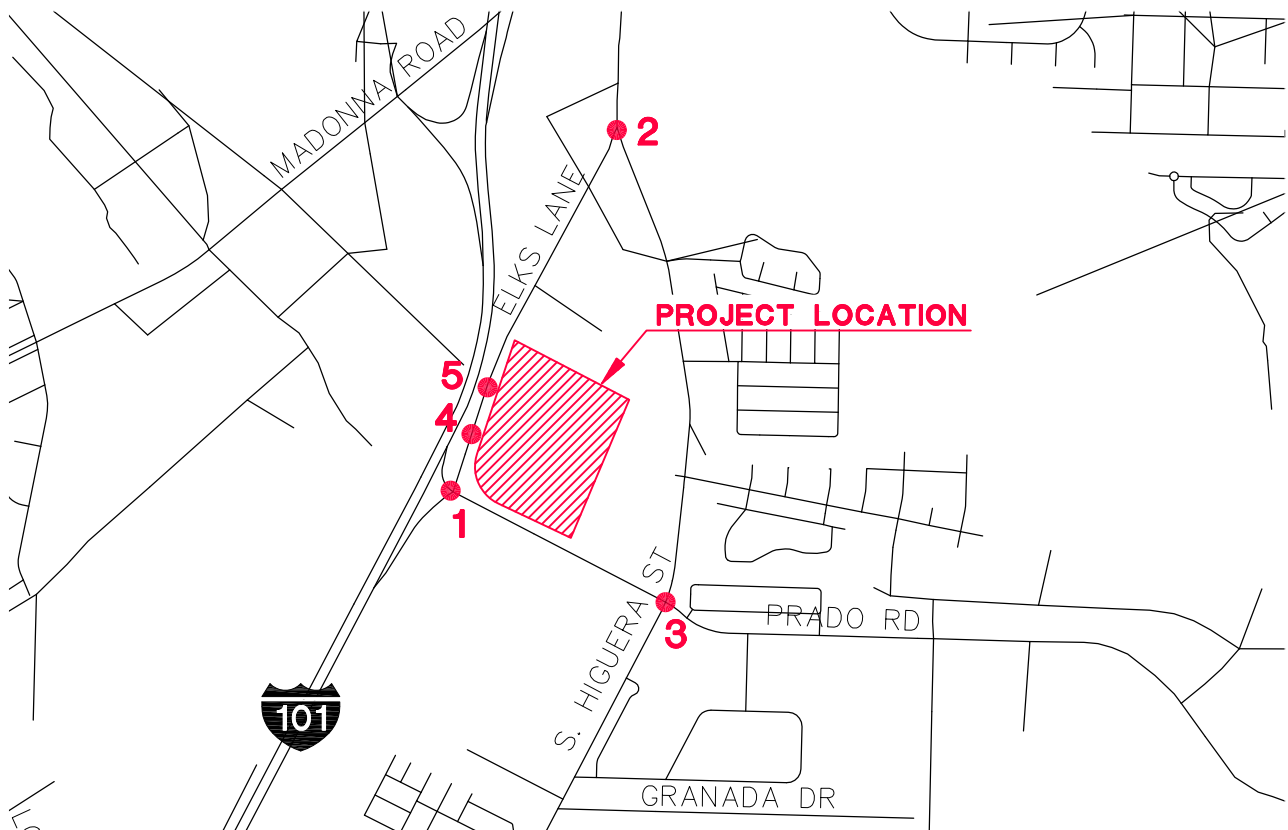 MADONNA ROAD
2
ELKS LANE
PROJECT LOCATION
5
4
1
S. HIGUERA ST
3
PRADO RD
101
GRANADA DR